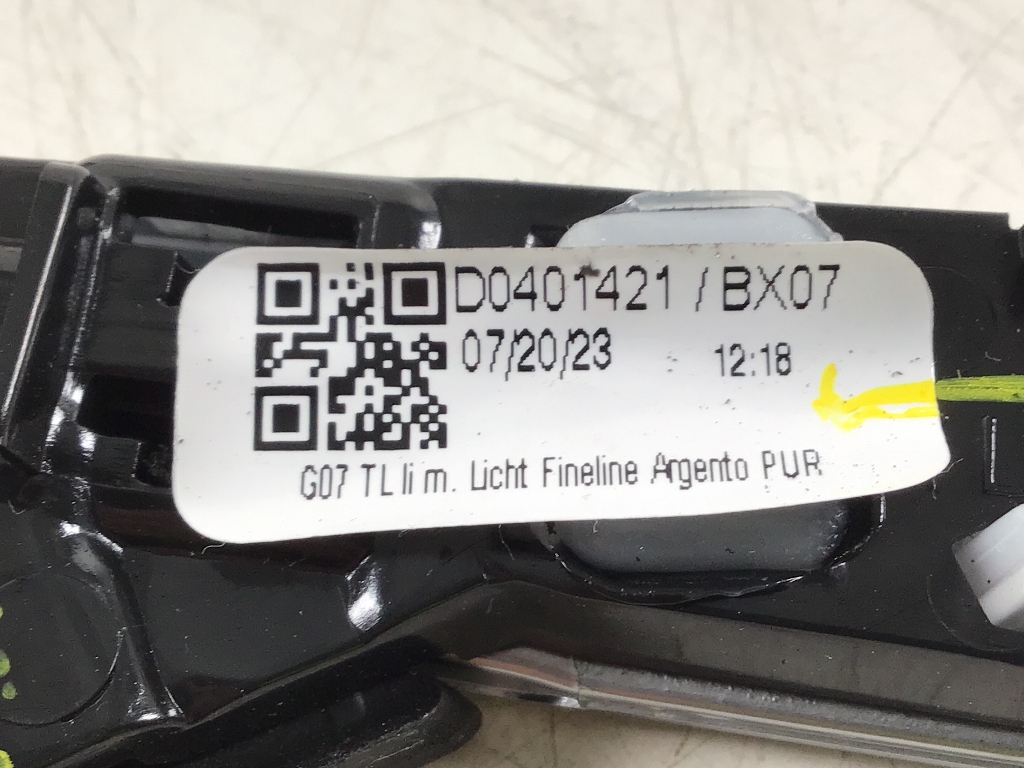 D0401421 / BX07
07/20/23 12:18
G07 TL li m. Licht Fineline Argento PUR